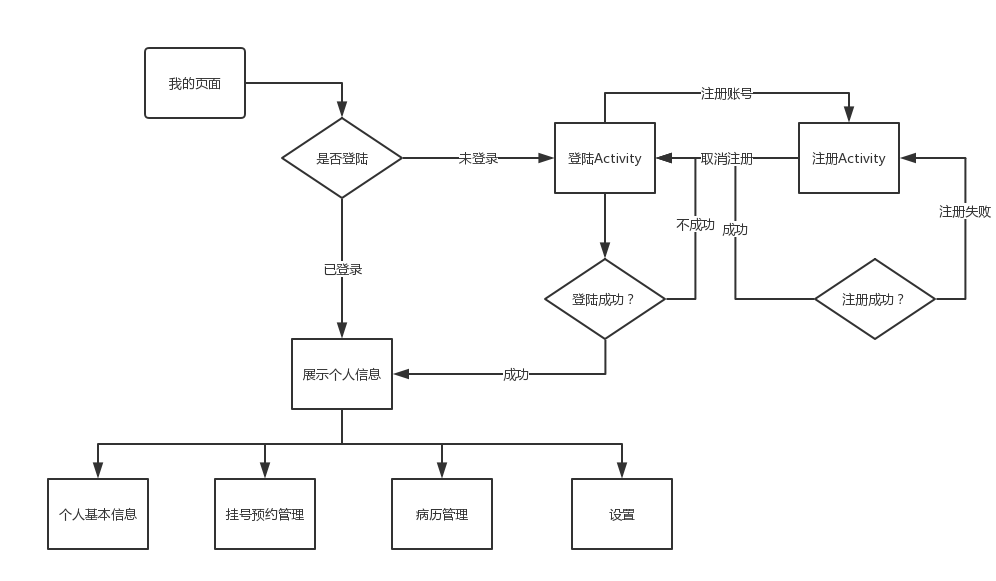 我的页面
注册账号
是否登陆
未登录
登陆Activity
取消注册
注册Activity
注册失败
不成功
成功
已登录
登陆成功？
注册成功？
展示个人信息
成功
个人基本信息
挂号预约管理
病历管理
设置